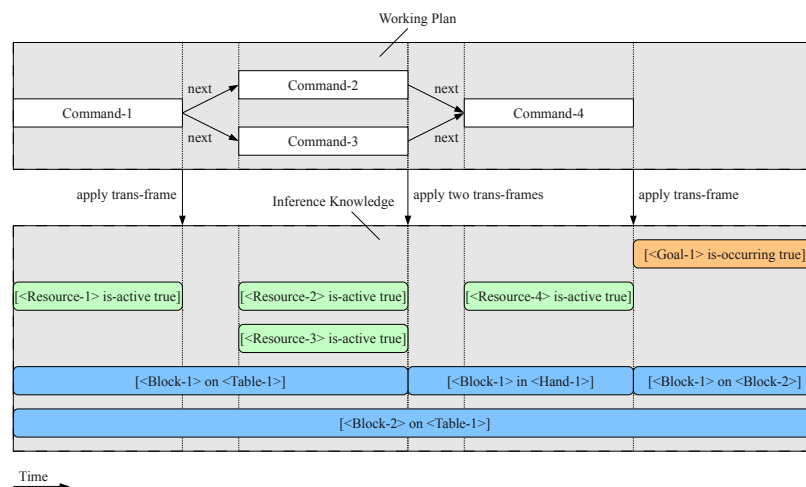 Working Plan
next
Command-2
next
Command-1
Command-4
next
Command-3
next
apply trans-frame
Inference Knowledge
apply two trans-frames
apply trans-frame
[<Goal-1> is-occurring true]
[<Resource-1> is-active true]
[<Resource-2> is-active true]
[<Resource-4> is-active true]
[<Resource-3> is-active true]
[<Block-1> on <Table-1>]
[<Block-1> in <Hand-1>]
[<Block-1> on <Block-2>]
[<Block-2> on <Table-1>]
Time